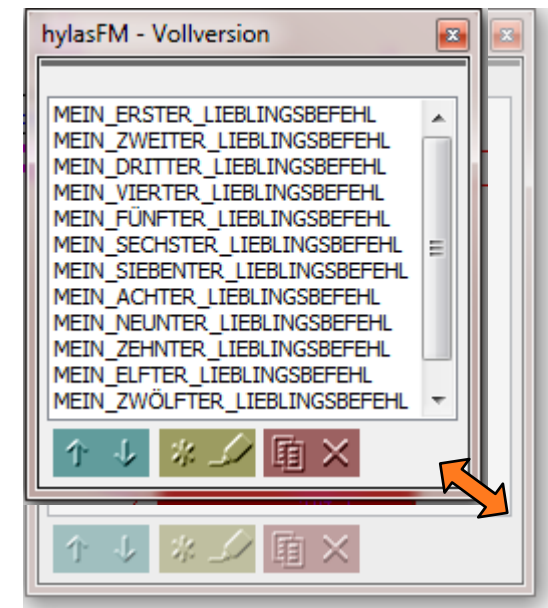 hylasFM - Vollversion
MEIN_ERSTER_LIEBLINGSBEFEHL
MEIN_ZWEITER_LIEBLINGSBEFEHL
MEIN_DRITTER_LIEBLINGSBEFEHL
MEIN_VIERTER_LIEBLINGSBEFEHL
MEIN_FÜNFTER_LIEBLINGSBEFEHL
MEIN_SECHSTER_LIEBLINGSBEFEHL
MEIN_SIEBENTER_LIEBLINGSBEFEHL
MEIN_ACHTER_LIEBLINGSBEFEHL
MEIN_NEUNTER_LIEBLINGSBEFEHL
MEIN_ZEHNTER_LIEBLINGSBEFEHL
MEIN_ELFTER_LIEBLINGSBEFEHL
MEIN_ZWÖLFTER_LIEBLINGSBEFEHL